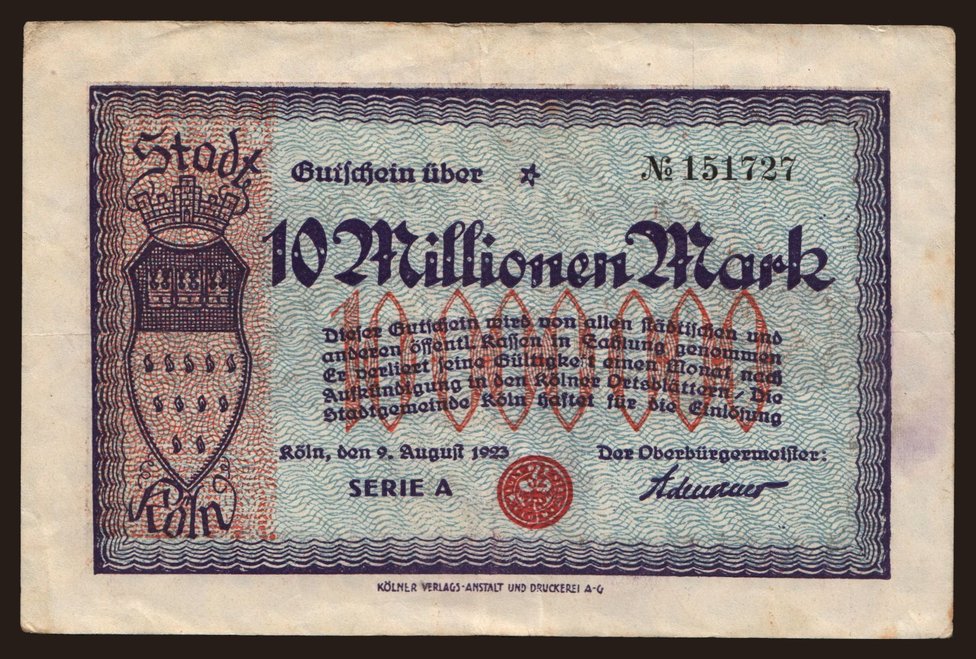 Stadt
Köln
Gutschein über
№ 151727
10 Millionen Mark
10000000
Dieser Gutschein wird von allen städtischen und
anderen öffentl. Kassen in Zahlung genommen
Er verliert seine Gültigkeit einen Monat nach
Aufkündigung in den Kölner Ortsblättern, Die
Stadtgemeinde Köln haftet für die Einlösung
Köln, den 9. August 1923
Der Oberbürgermeister:
SERIE A
Adenauer
KÖLNER VERLAGS-ANSTALT UND DRUCKEREI A-G